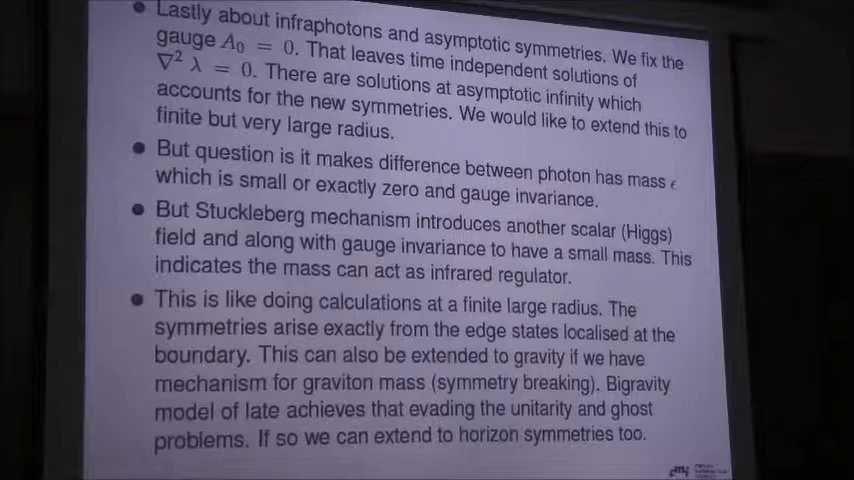 • Lastly about infraphotons and asymptotic symmetries. We fix the
gauge A₀ = 0. That leaves time independent solutions of
∇² λ = 0. There are solutions at asymptotic infinity which
accounts for the new symmetries. We would like to extend this to
finite but very large radius.
• But question is it makes difference between photon has mass ϵ
which is small or exactly zero and gauge invariance.
• But Stuckleberg mechanism introduces another scalar (Higgs)
field and along with gauge invariance to have a small mass. This
indicates the mass can act as infrared regulator.
• This is like doing calculations at a finite large radius. The
symmetries arise exactly from the edge states localised at the
boundary. This can also be extended to gravity if we have
mechanism for graviton mass (symmetry breaking). Bigravity
model of late achieves that evading the unitarity and ghost
problems. If so we can extend to horizon symmetries too.